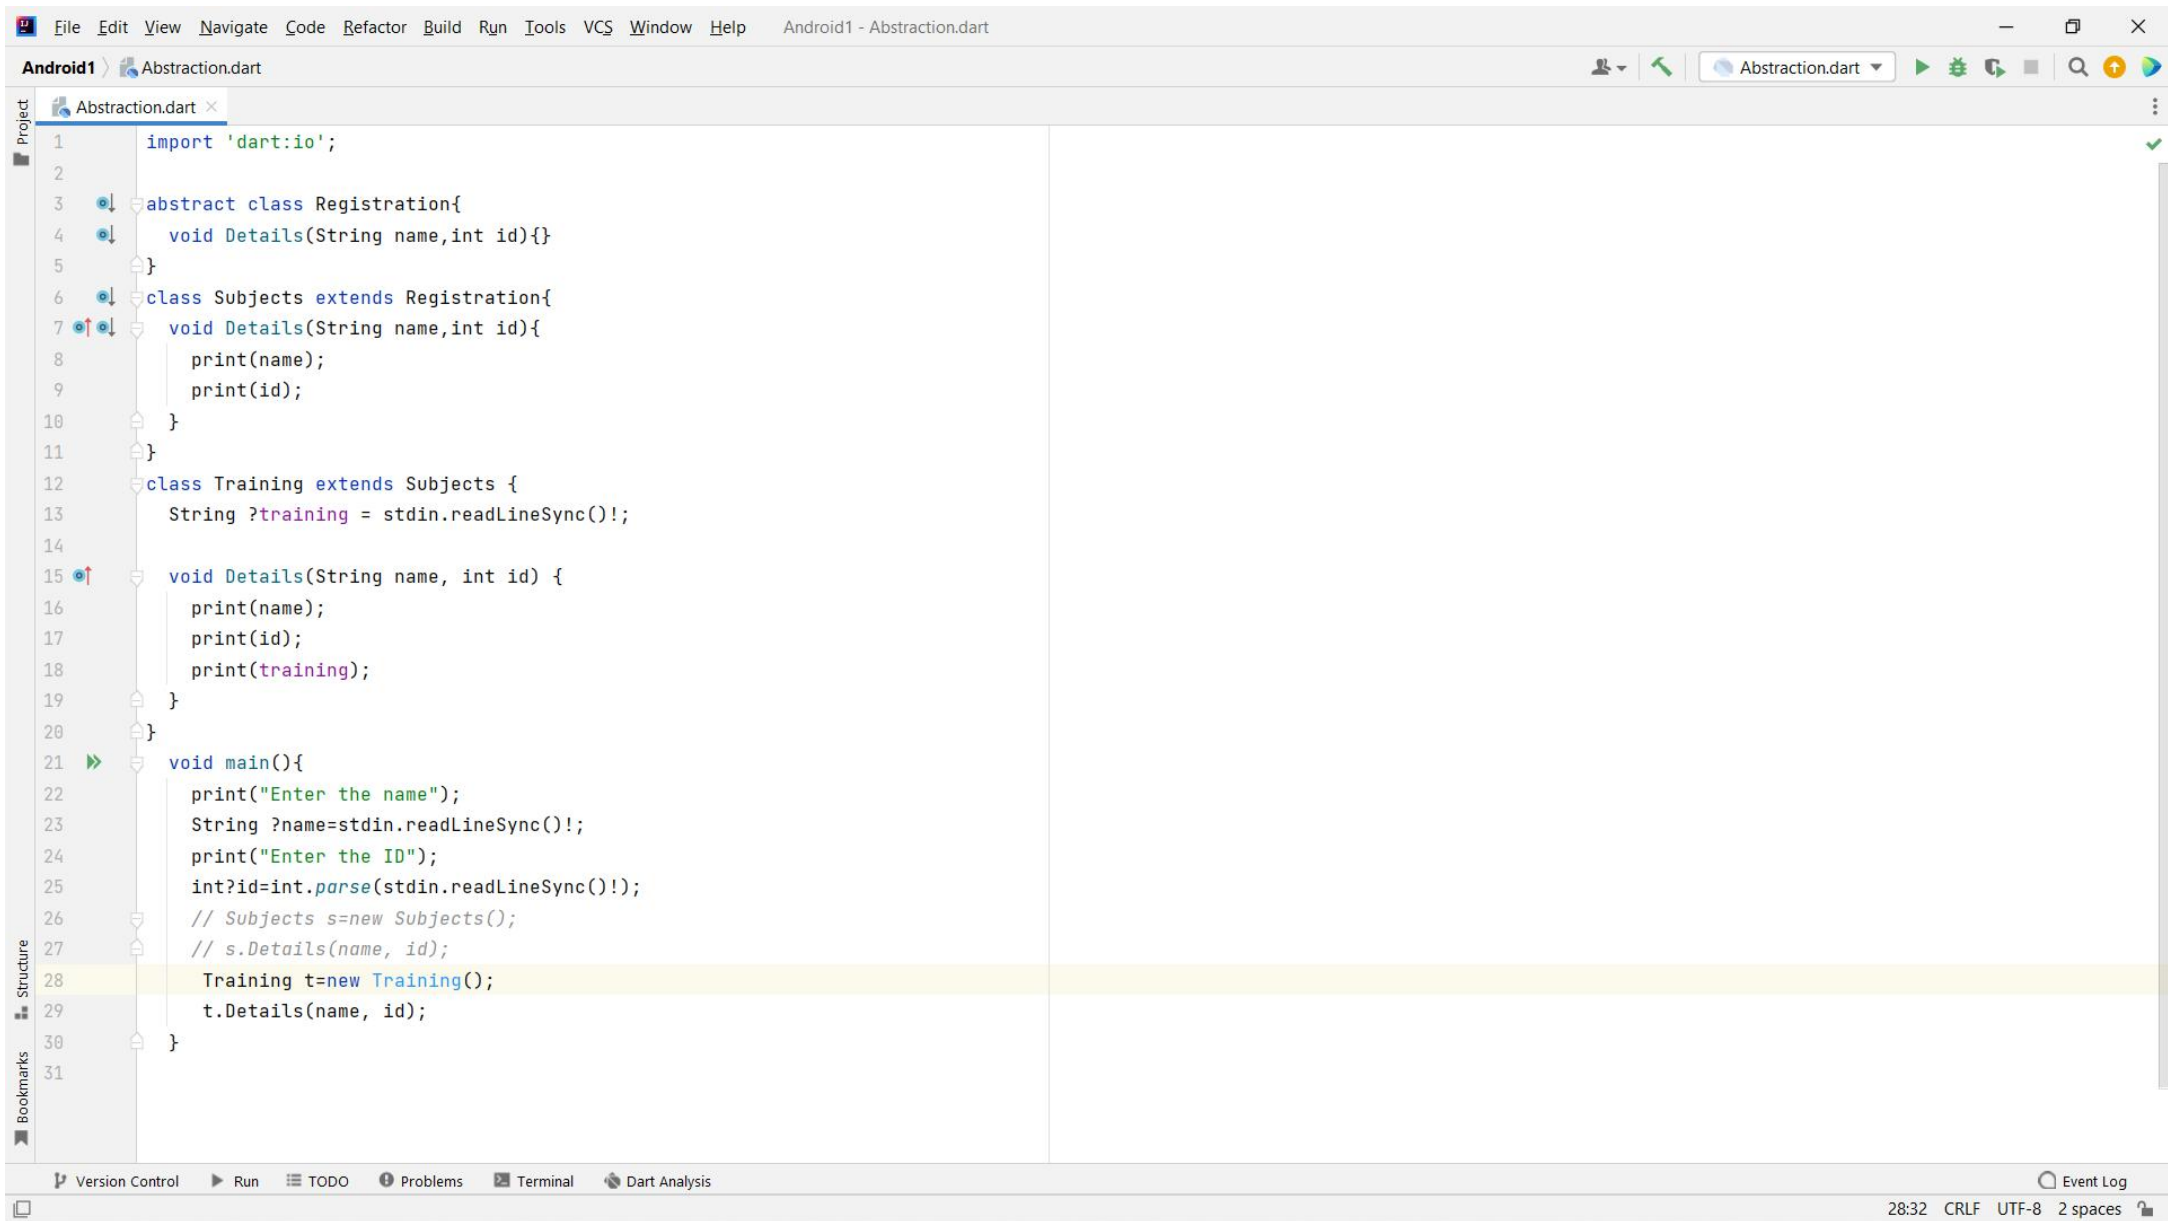 File Edit View Navigate Code Refactor Build Run Tools VCS Window Help Android1 - Abstraction.dart
Android1 Abstraction.dart Abstraction.dart
Project
Abstraction.dart
1 import 'dart:io';
2
3 abstract class Registration{
4 void Details(String name,int id){}
5 }
6 class Subjects extends Registration{
7 void Details(String name,int id){
8 print(name);
9 print(id);
10 }
11 }
12 class Training extends Subjects {
13 String ?training = stdin.readLineSync()!;
14
15 void Details(String name, int id) {
16 print(name);
17 print(id);
18 print(training);
19 }
20 }
21 void main(){
22 print("Enter the name");
23 String ?name=stdin.readLineSync()!;
24 print("Enter the ID");
25 int?id=int.parse(stdin.readLineSync()!);
26 // Subjects s=new Subjects();
27 // s.Details(name, id);
28 Training t=new Training();
29 t.Details(name, id);
30 }
31
Structure
Bookmarks
Version Control Run TODO Problems Terminal Dart Analysis Event Log
28:32 CRLF UTF-8 2 spaces